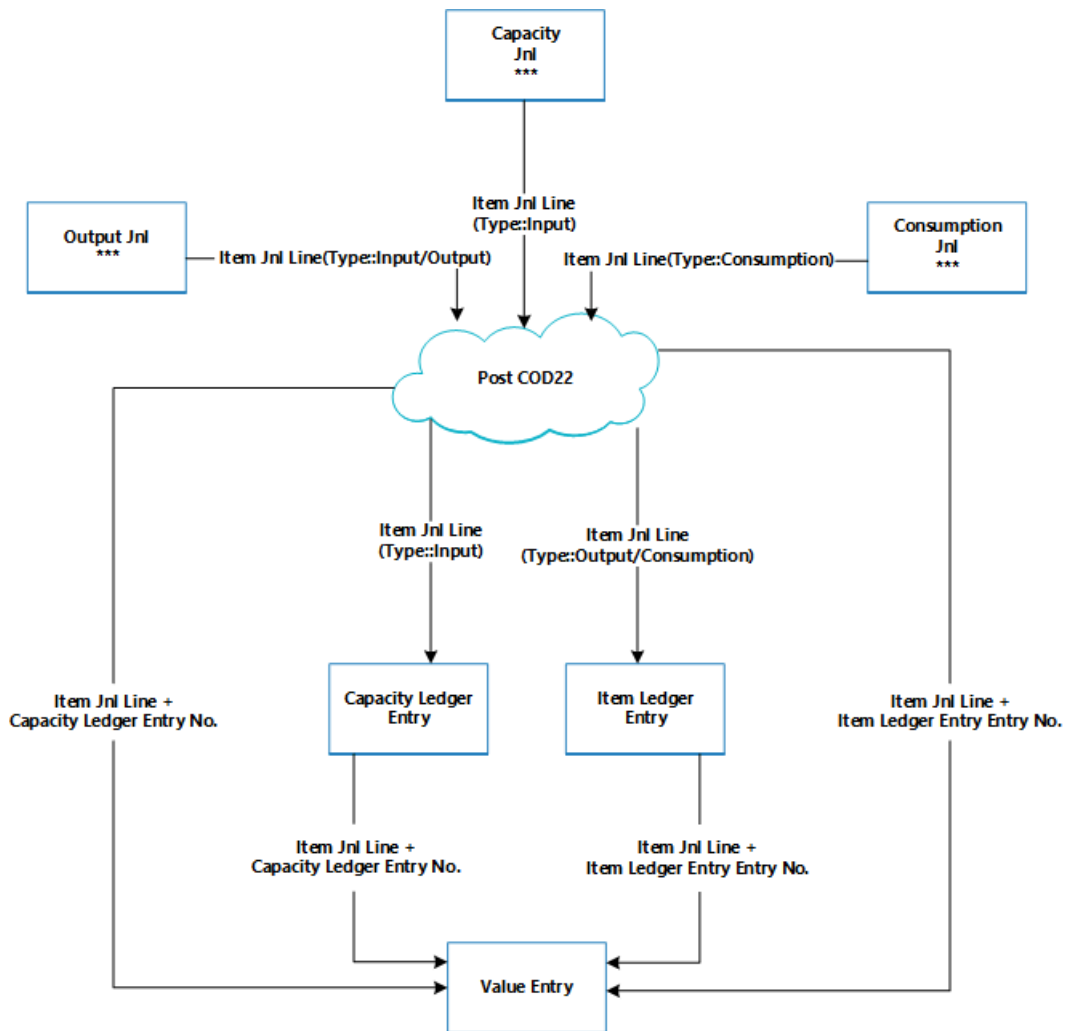 Capacity
Jnl
***
Item Jnl Line
(Type::Input)
Output Jnl
***
Item Jnl Line(Type::Input/Output)
Item Jnl Line(Type::Consumption)
Consumption
Jnl
***
Post COD22
Item Jnl Line
(Type::Input)
Item Jnl Line
(Type::Output/Consumption)
Item Jnl Line +
Capacity Ledger Entry No.
Capacity Ledger
Entry
Item Ledger
Entry
Item Jnl Line +
Item Ledger Entry Entry No.
Item Jnl Line +
Capacity Ledger Entry No.
Item Jnl Line +
Item Ledger Entry Entry No.
Value Entry